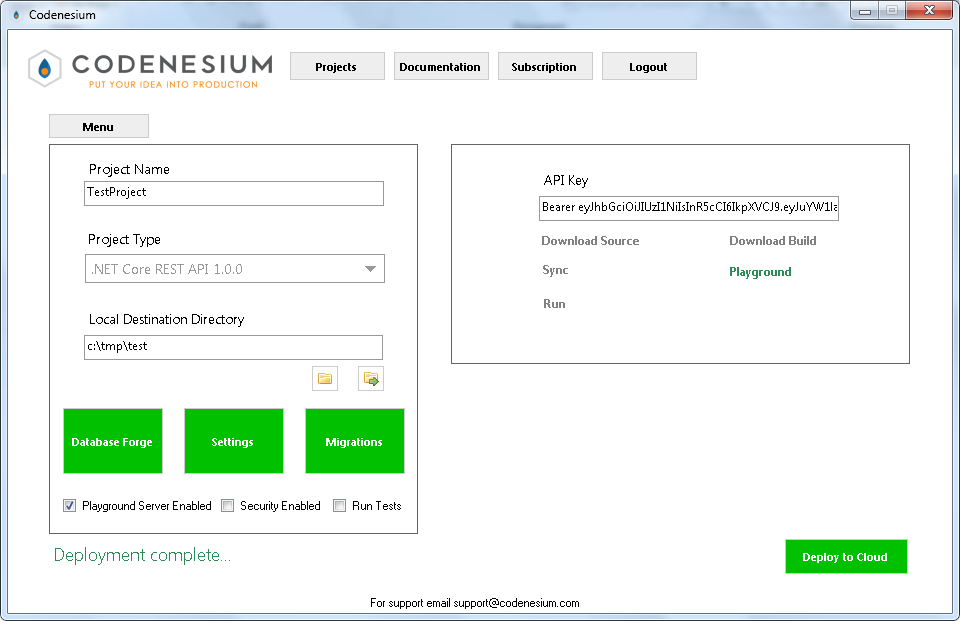 Codenesium
CODENESIUM
PUT YOUR IDEA INTO PRODUCTION
Projects
Documentation
Subscription
Logout
Menu
Project Name
TestProject
Project Type
.NET Core REST API 1.0.0
Local Destination Directory
c:\tmp\test
Database Forge
Settings
Migrations
Playground Server Enabled
Security Enabled
Run Tests
Deployment complete...
API Key
Bearer eyJhbGciOiJIUzI1NiIsInR5cCI6IkpXVCJ9.eyJuYW1la
Download Source
Download Build
Sync
Playground
Run
Deploy to Cloud
For support email support@codenesium.com